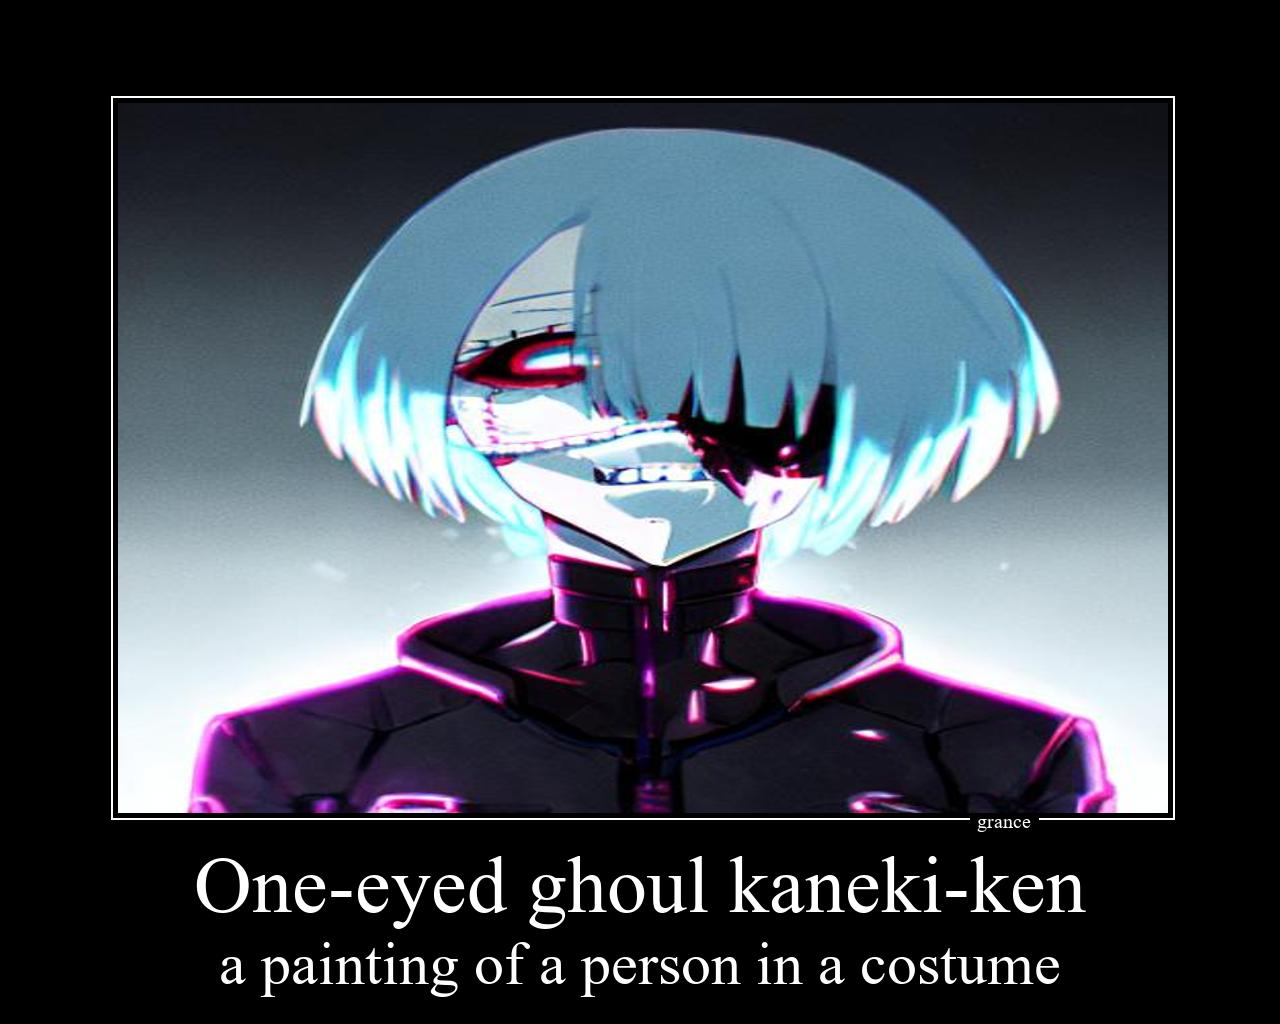 grance
One-eyed ghoul kaneki-ken
a painting of a person in a costume